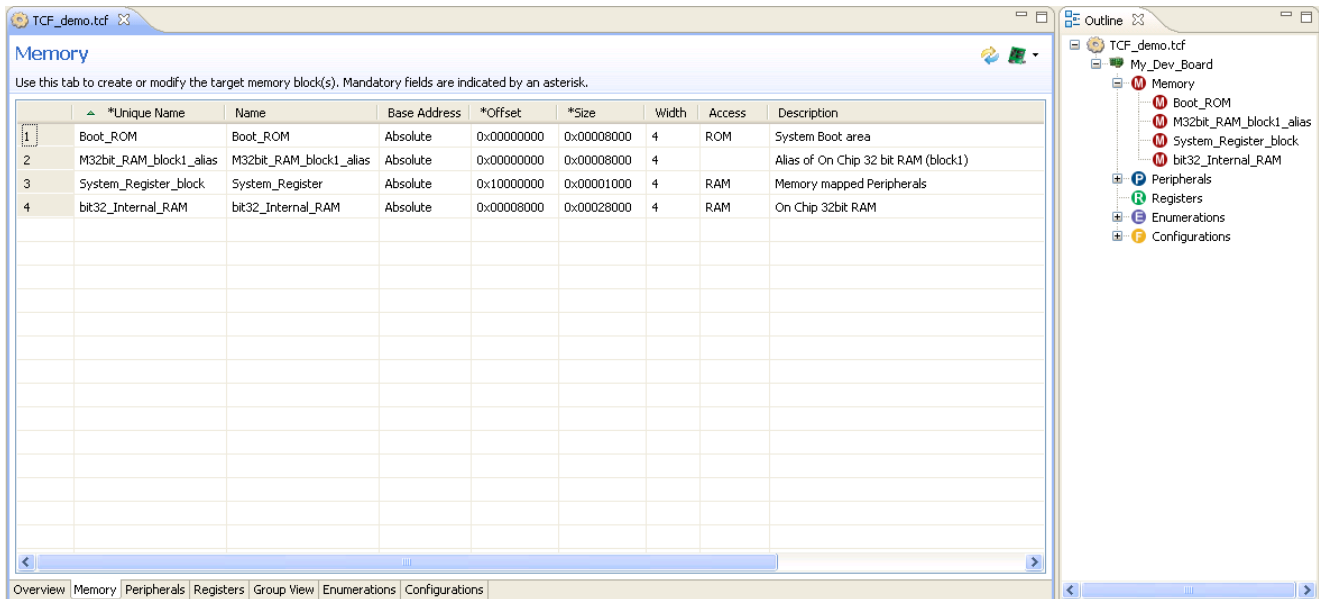 TCF_demo.tcf
Memory
Use this tab to create or modify the target memory block(s). Mandatory fields are indicated by an asterisk.
*Unique Name Name Base Address *Offset *Size Width Access Description
1 Boot_ROM Boot_ROM Absolute 0x00000000 0x00008000 4 ROM System Boot area
2 M32bit_RAM_block1_alias M32bit_RAM_block1_alias Absolute 0x00000000 0x00008000 4 Alias of On Chip 32 bit RAM (block1)
3 System_Register_block System_Register Absolute 0x10000000 0x00001000 4 RAM Memory mapped Peripherals
4 bit32_Internal_RAM bit32_Internal_RAM Absolute 0x00008000 0x00028000 4 RAM On Chip 32bit RAM
Overview Memory Peripherals Registers Group View Enumerations Configurations
Outline
TCF_demo.tcf
My_Dev_Board
M Memory
M Boot_ROM
M M32bit_RAM_block1_alias
M System_Register_block
M bit32_Internal_RAM
P Peripherals
R Registers
E Enumerations
F Configurations